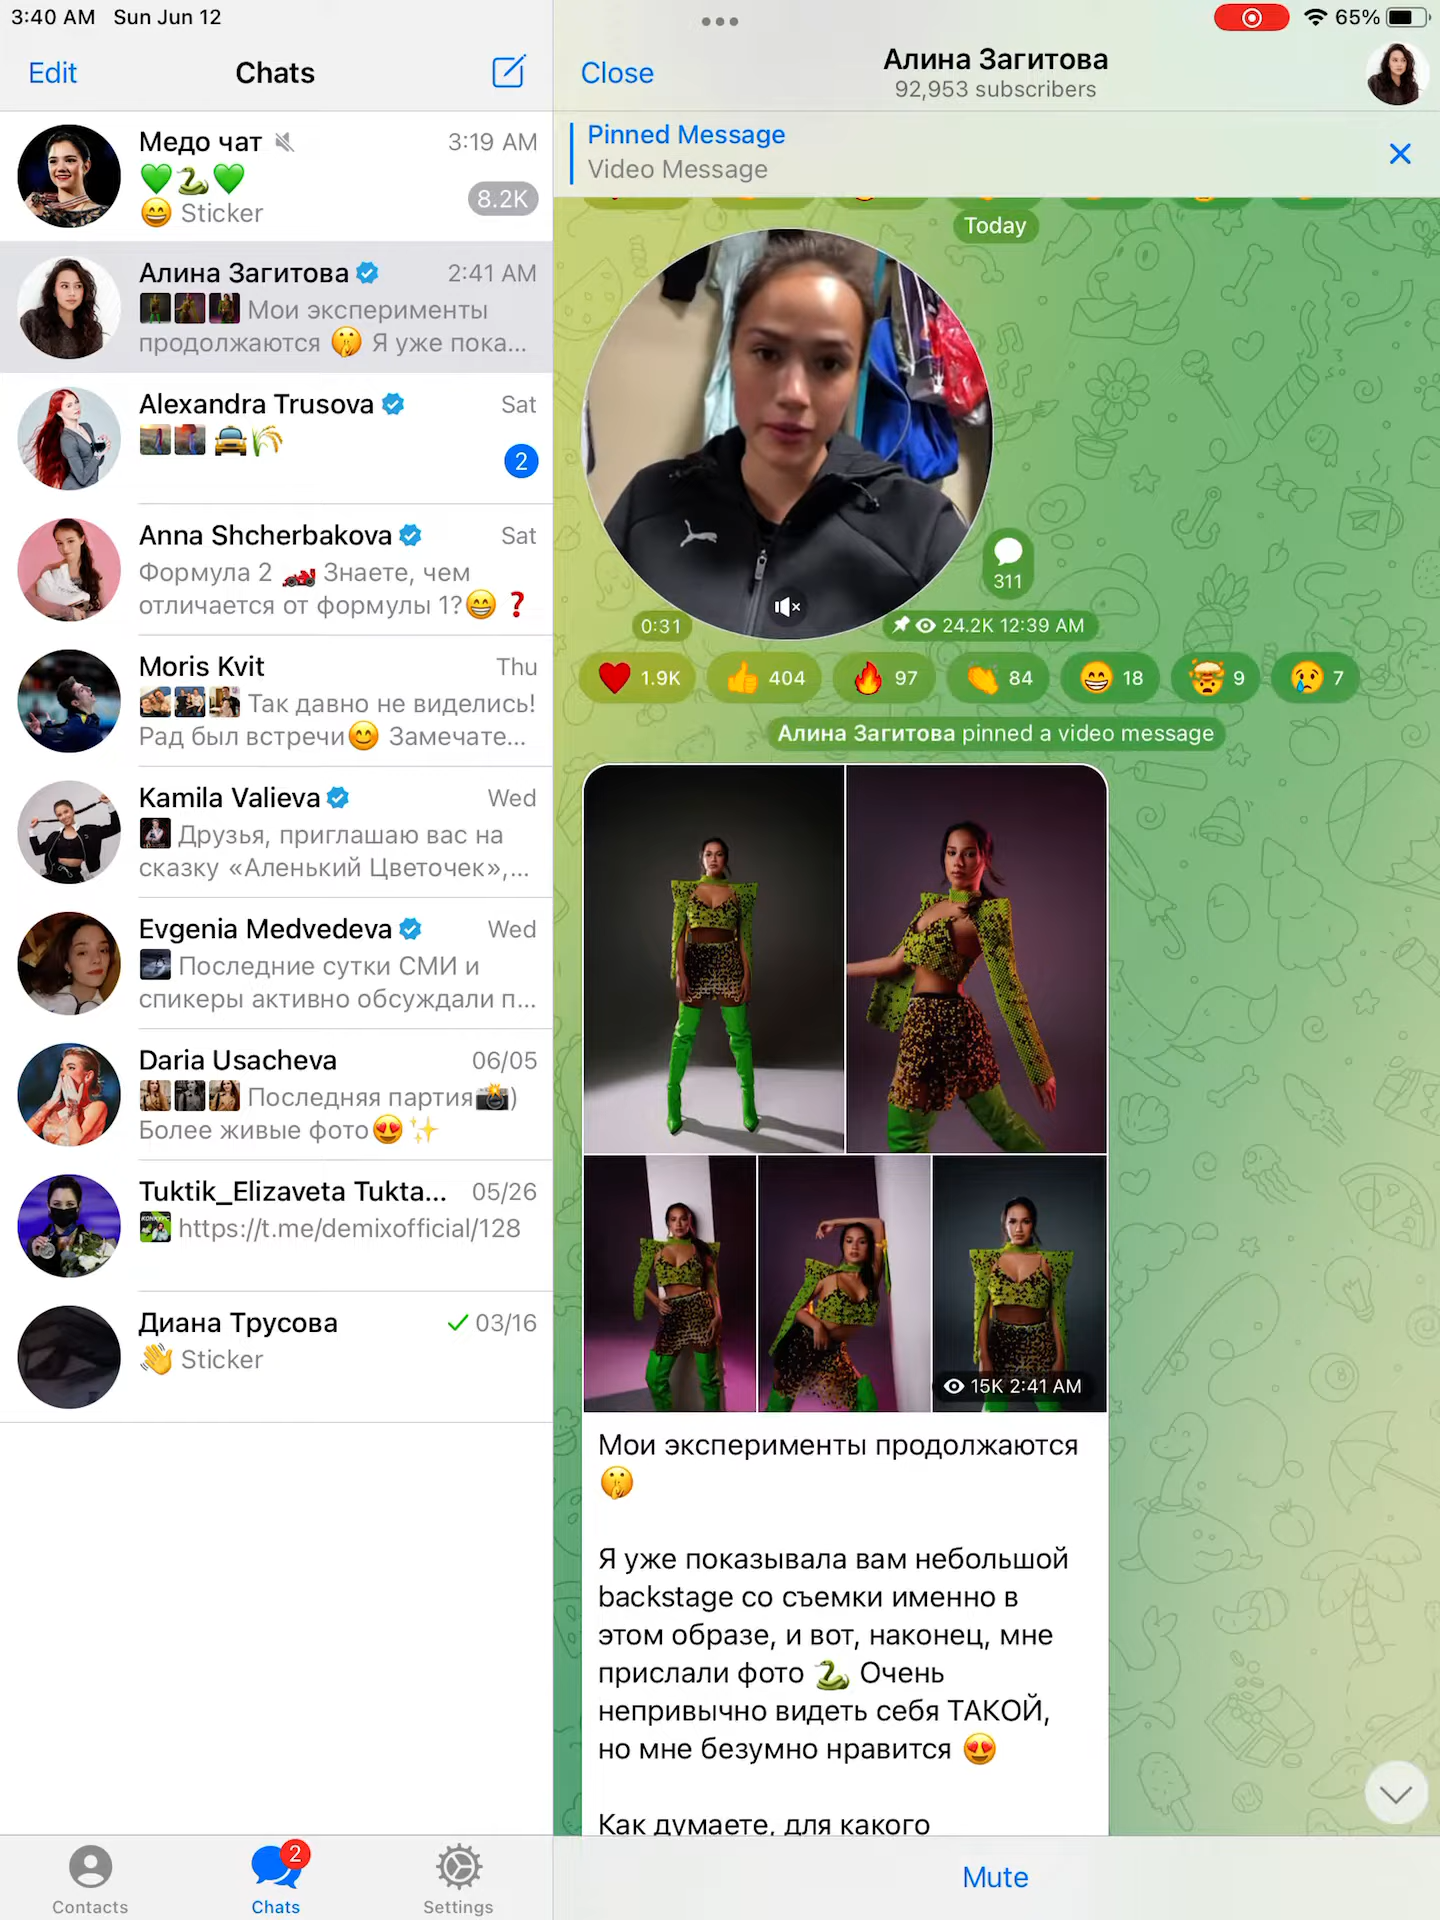 3:40 AM Sun Jun 12
65%
Edit
Chats
Медо чат
3:19 AM
💚🐍💚
8.2K
😄 Sticker
Алина Загитова
2:41 AM
Мои эксперименты
продолжаются 🤫 Я уже пока...
Alexandra Trusova
Sat
🚖🌾
2
Anna Shcherbakova
Sat
Формула 2 🏎️ Знаете, чем
отличается от формулы 1?😁❓
Moris Kvit
Thu
Так давно не виделись!
Рад был встречи😊 Замечате...
Kamila Valieva
Wed
Друзья, приглашаю вас на
сказку «Аленький Цветочек»,...
Evgenia Medvedeva
Wed
Последние сутки СМИ и
спикеры активно обсуждали п...
Daria Usacheva
06/05
Последняя партия📸)
Более живые фото😍✨
Tuktik_Elizaveta Tukta...
05/26
КОНКУРС
https://t.me/demixofficial/128
Диана Трусова
03/16
👋 Sticker
Contacts
Chats
2
Settings
Close
Алина Загитова
92,953 subscribers
Pinned Message
Video Message
Today
311
0:31
24.2K 12:39 AM
❤️ 1.9K 👍 404 🔥 97 👏 84 😁 18 🤯 9 😢 7
Алина Загитова pinned a video message
15K 2:41 AM
Мои эксперименты продолжаются
🤫
Я уже показывала вам небольшой
backstage со съемки именно в
этом образе, и вот, наконец, мне
прислали фото 🐍 Очень
непривычно видеть себя ТАКОЙ,
но мне безумно нравится 😍
Как думаете, для какого
Mute